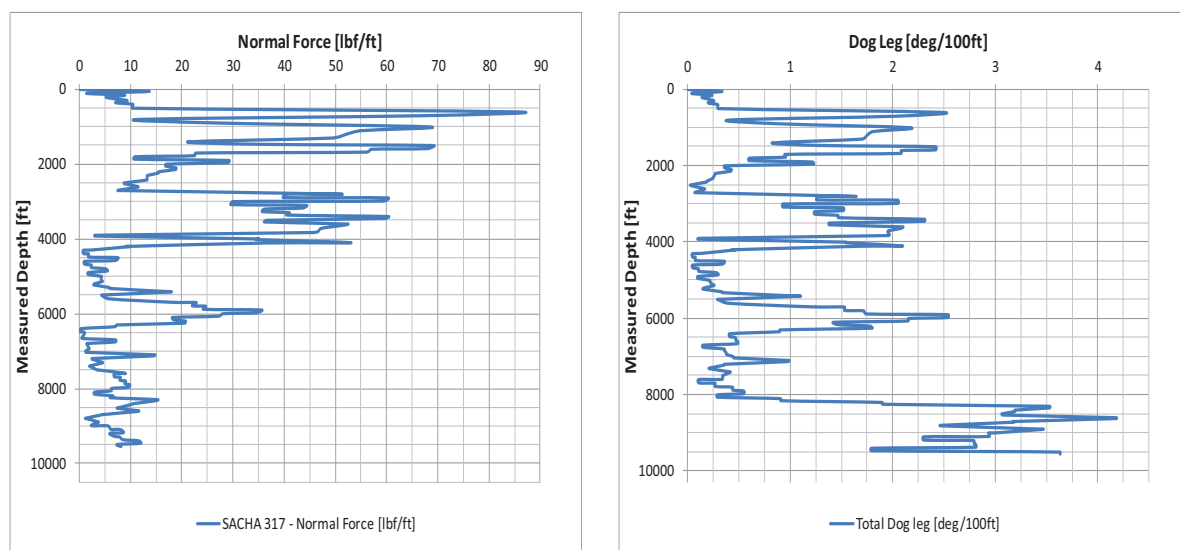 Normal Force [lbf/ft]
0 10 20 30 40 50 60 70 80 90
0
2000
4000
6000
8000
10000
Measured Depth [ft]
SACHA 317 - Normal Force [lbf/ft]
Dog Leg [deg/100ft]
0 1 2 3 4
0
2000
4000
6000
8000
10000
Measured Depth [ft]
Total Dog leg [deg/100ft]